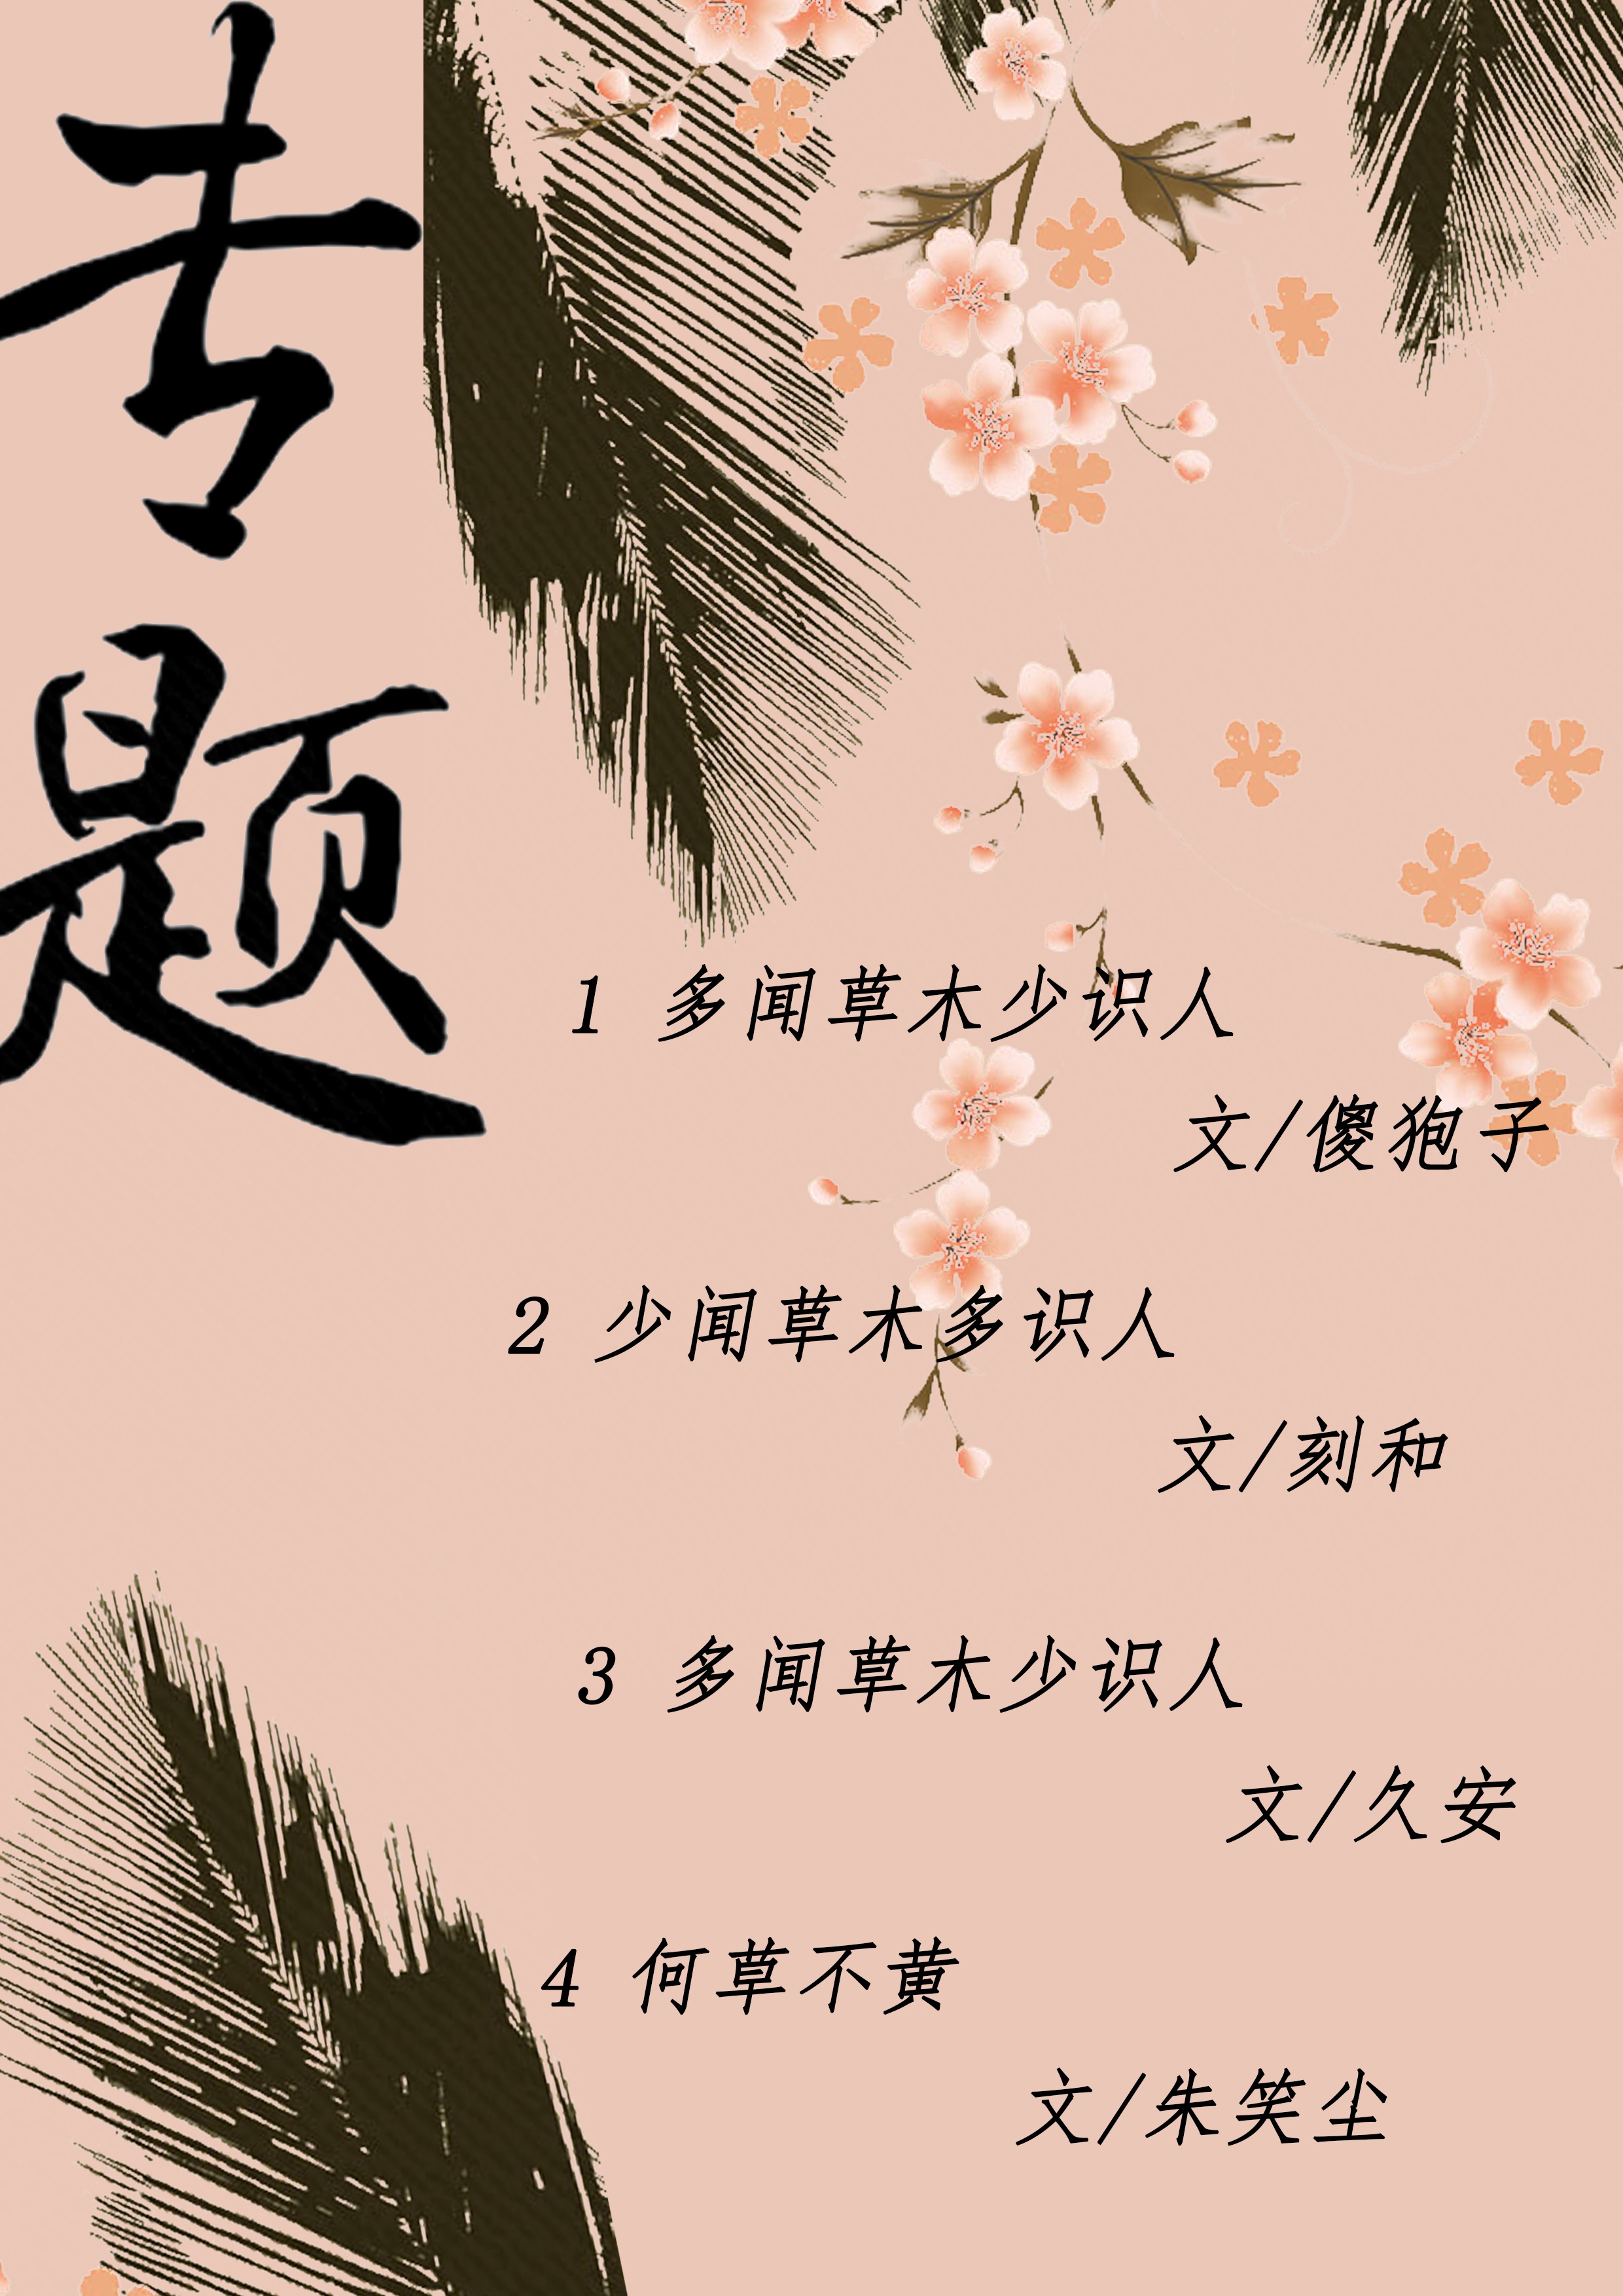 专题
1 多闻草木少识人
文/傻狍子
2 少闻草木多识人
文/刻和
3 多闻草木少识人
文/久安
4 何草不黄
文/朱笑尘